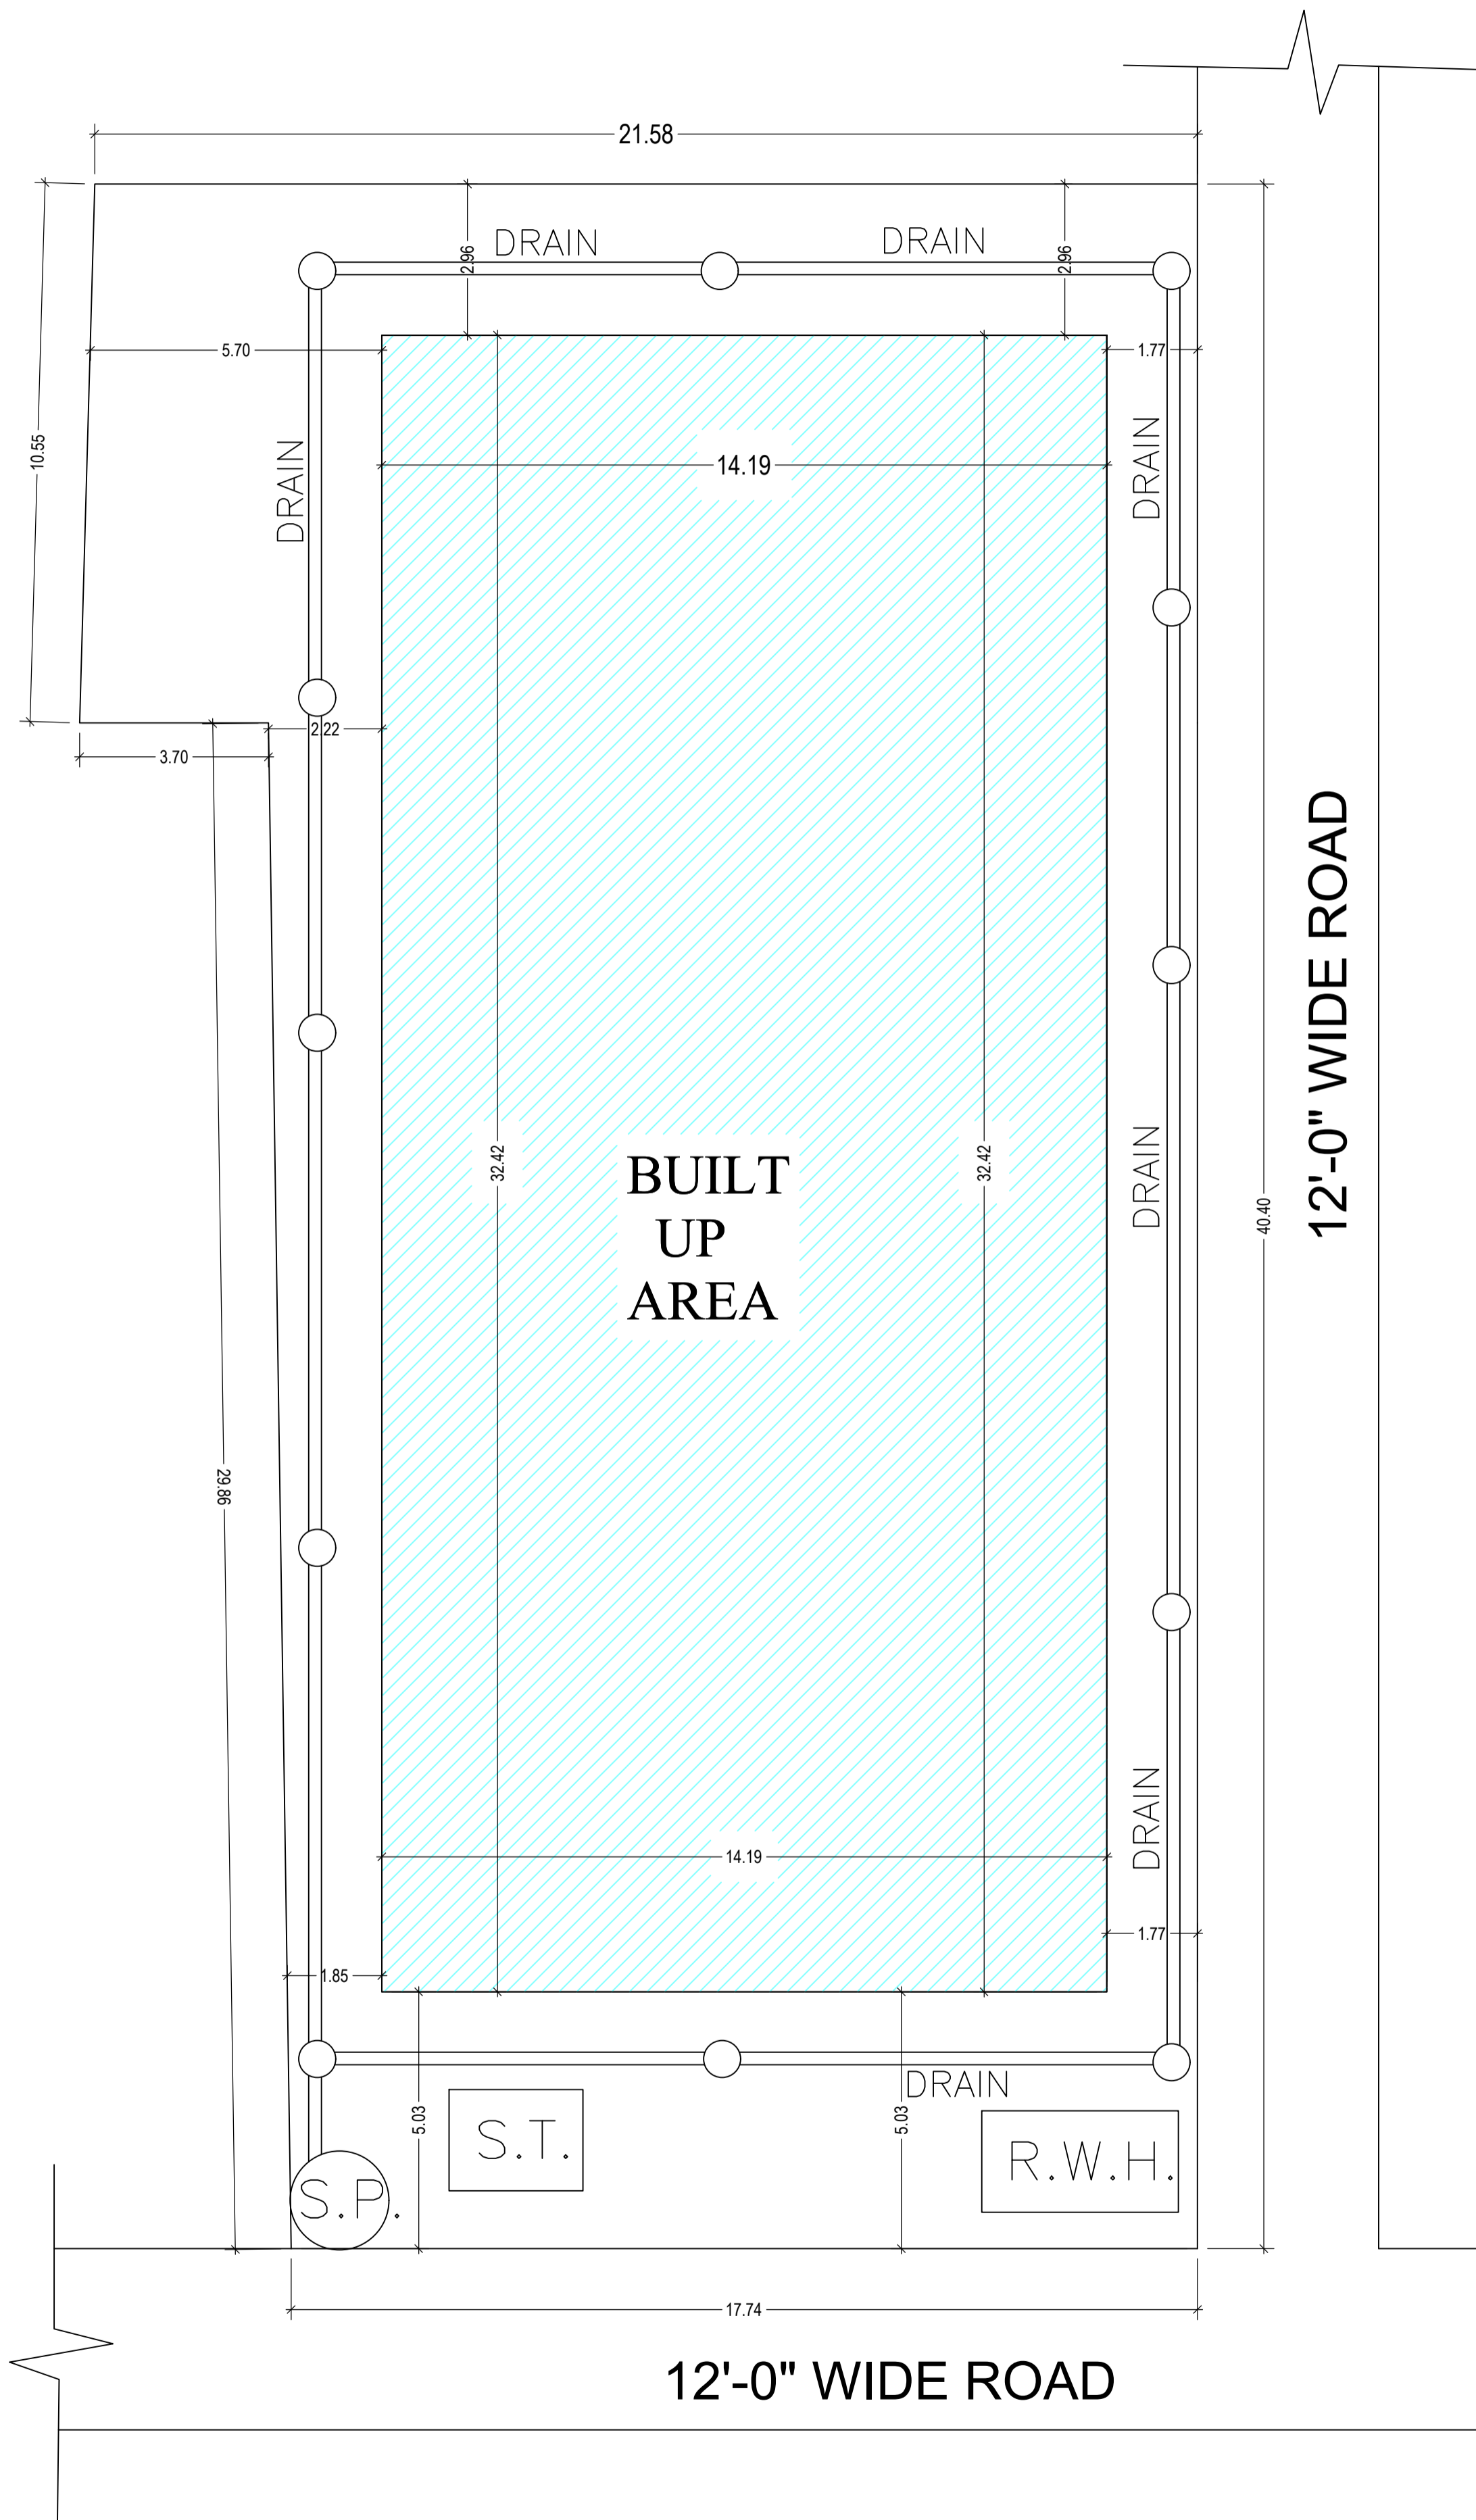 21.58
DRAIN
DRAIN
2.96
2.96
5.70
1.77
10.55
DRAIN
DRAIN
14.19
2.22
3.70
12'-0" WIDE ROAD
32.42
32.42
DRAIN
40.40
BUILT
UP
AREA
29.86
DRAIN
14.19
1.77
1.85
DRAIN
5.03
5.03
S.T.
R.W.H.
S.P.
17.74
12'-0" WIDE ROAD